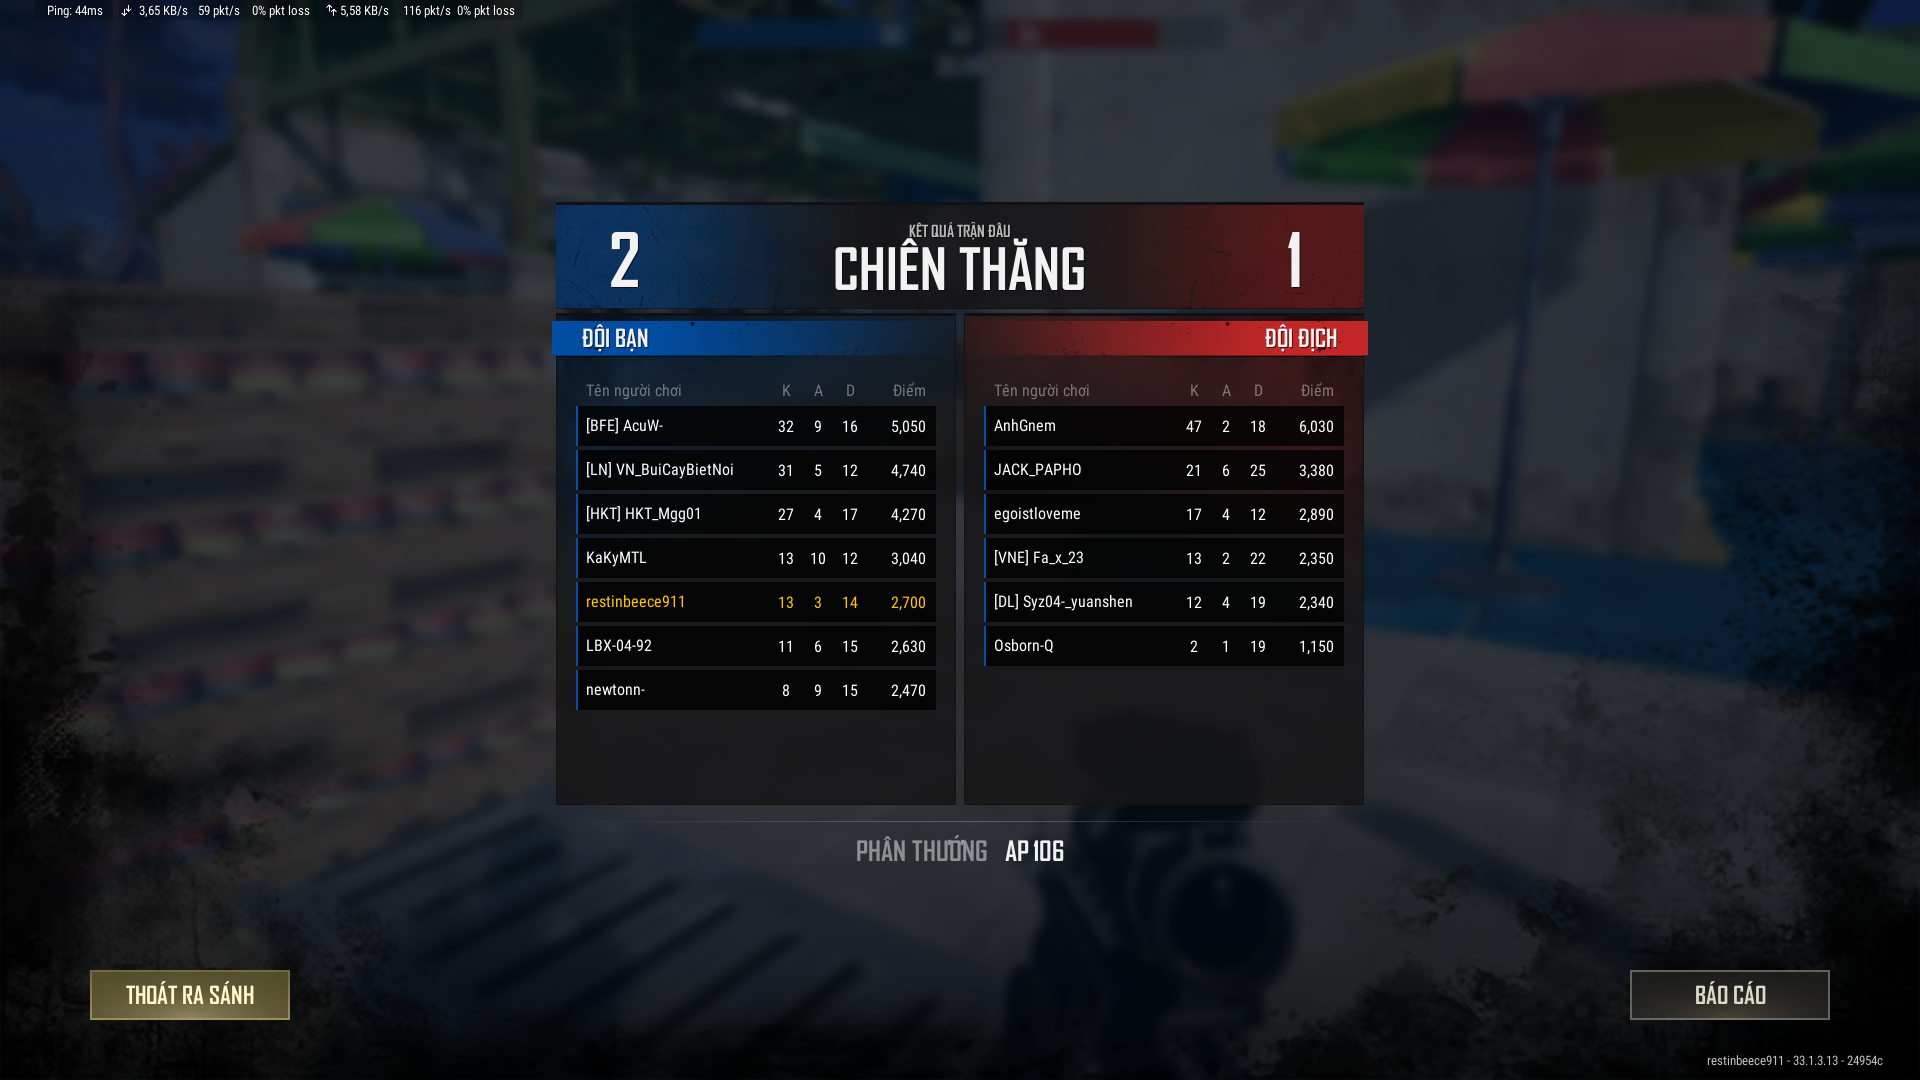 Ping: 44ms 3,65 KB/s 59 pkt/s 0% pkt loss 5,58 KB/s 116 pkt/s 0% pkt loss
KẾT QUẢ TRẬN ĐẤU
2 CHIẾN THẮNG 1
ĐỘI BẠN
Tên người chơi K A D Điểm
[BFE] AcuW- 32 9 16 5,050
[LN] VN_BuiCayBietNoi 31 5 12 4,740
[HKT] HKT_Mgg01 27 4 17 4,270
KaKyMTL 13 10 12 3,040
restinbeece911 13 3 14 2,700
LBX-04-92 11 6 15 2,630
newtonn- 8 9 15 2,470
ĐỘI ĐỊCH
Tên người chơi K A D Điểm
AnhGnem 47 2 18 6,030
JACK_PAPHO 21 6 25 3,380
egoistloveme 17 4 12 2,890
[VNE] Fa_x_23 13 2 22 2,350
[DL] Syz04-_yuanshen 12 4 19 2,340
Osborn-Q 2 1 19 1,150
PHẦN THƯỞNG AP 106
THOÁT RA SẢNH
BÁO CÁO
restinbeece911 - 33.1.3.13 - 24954c